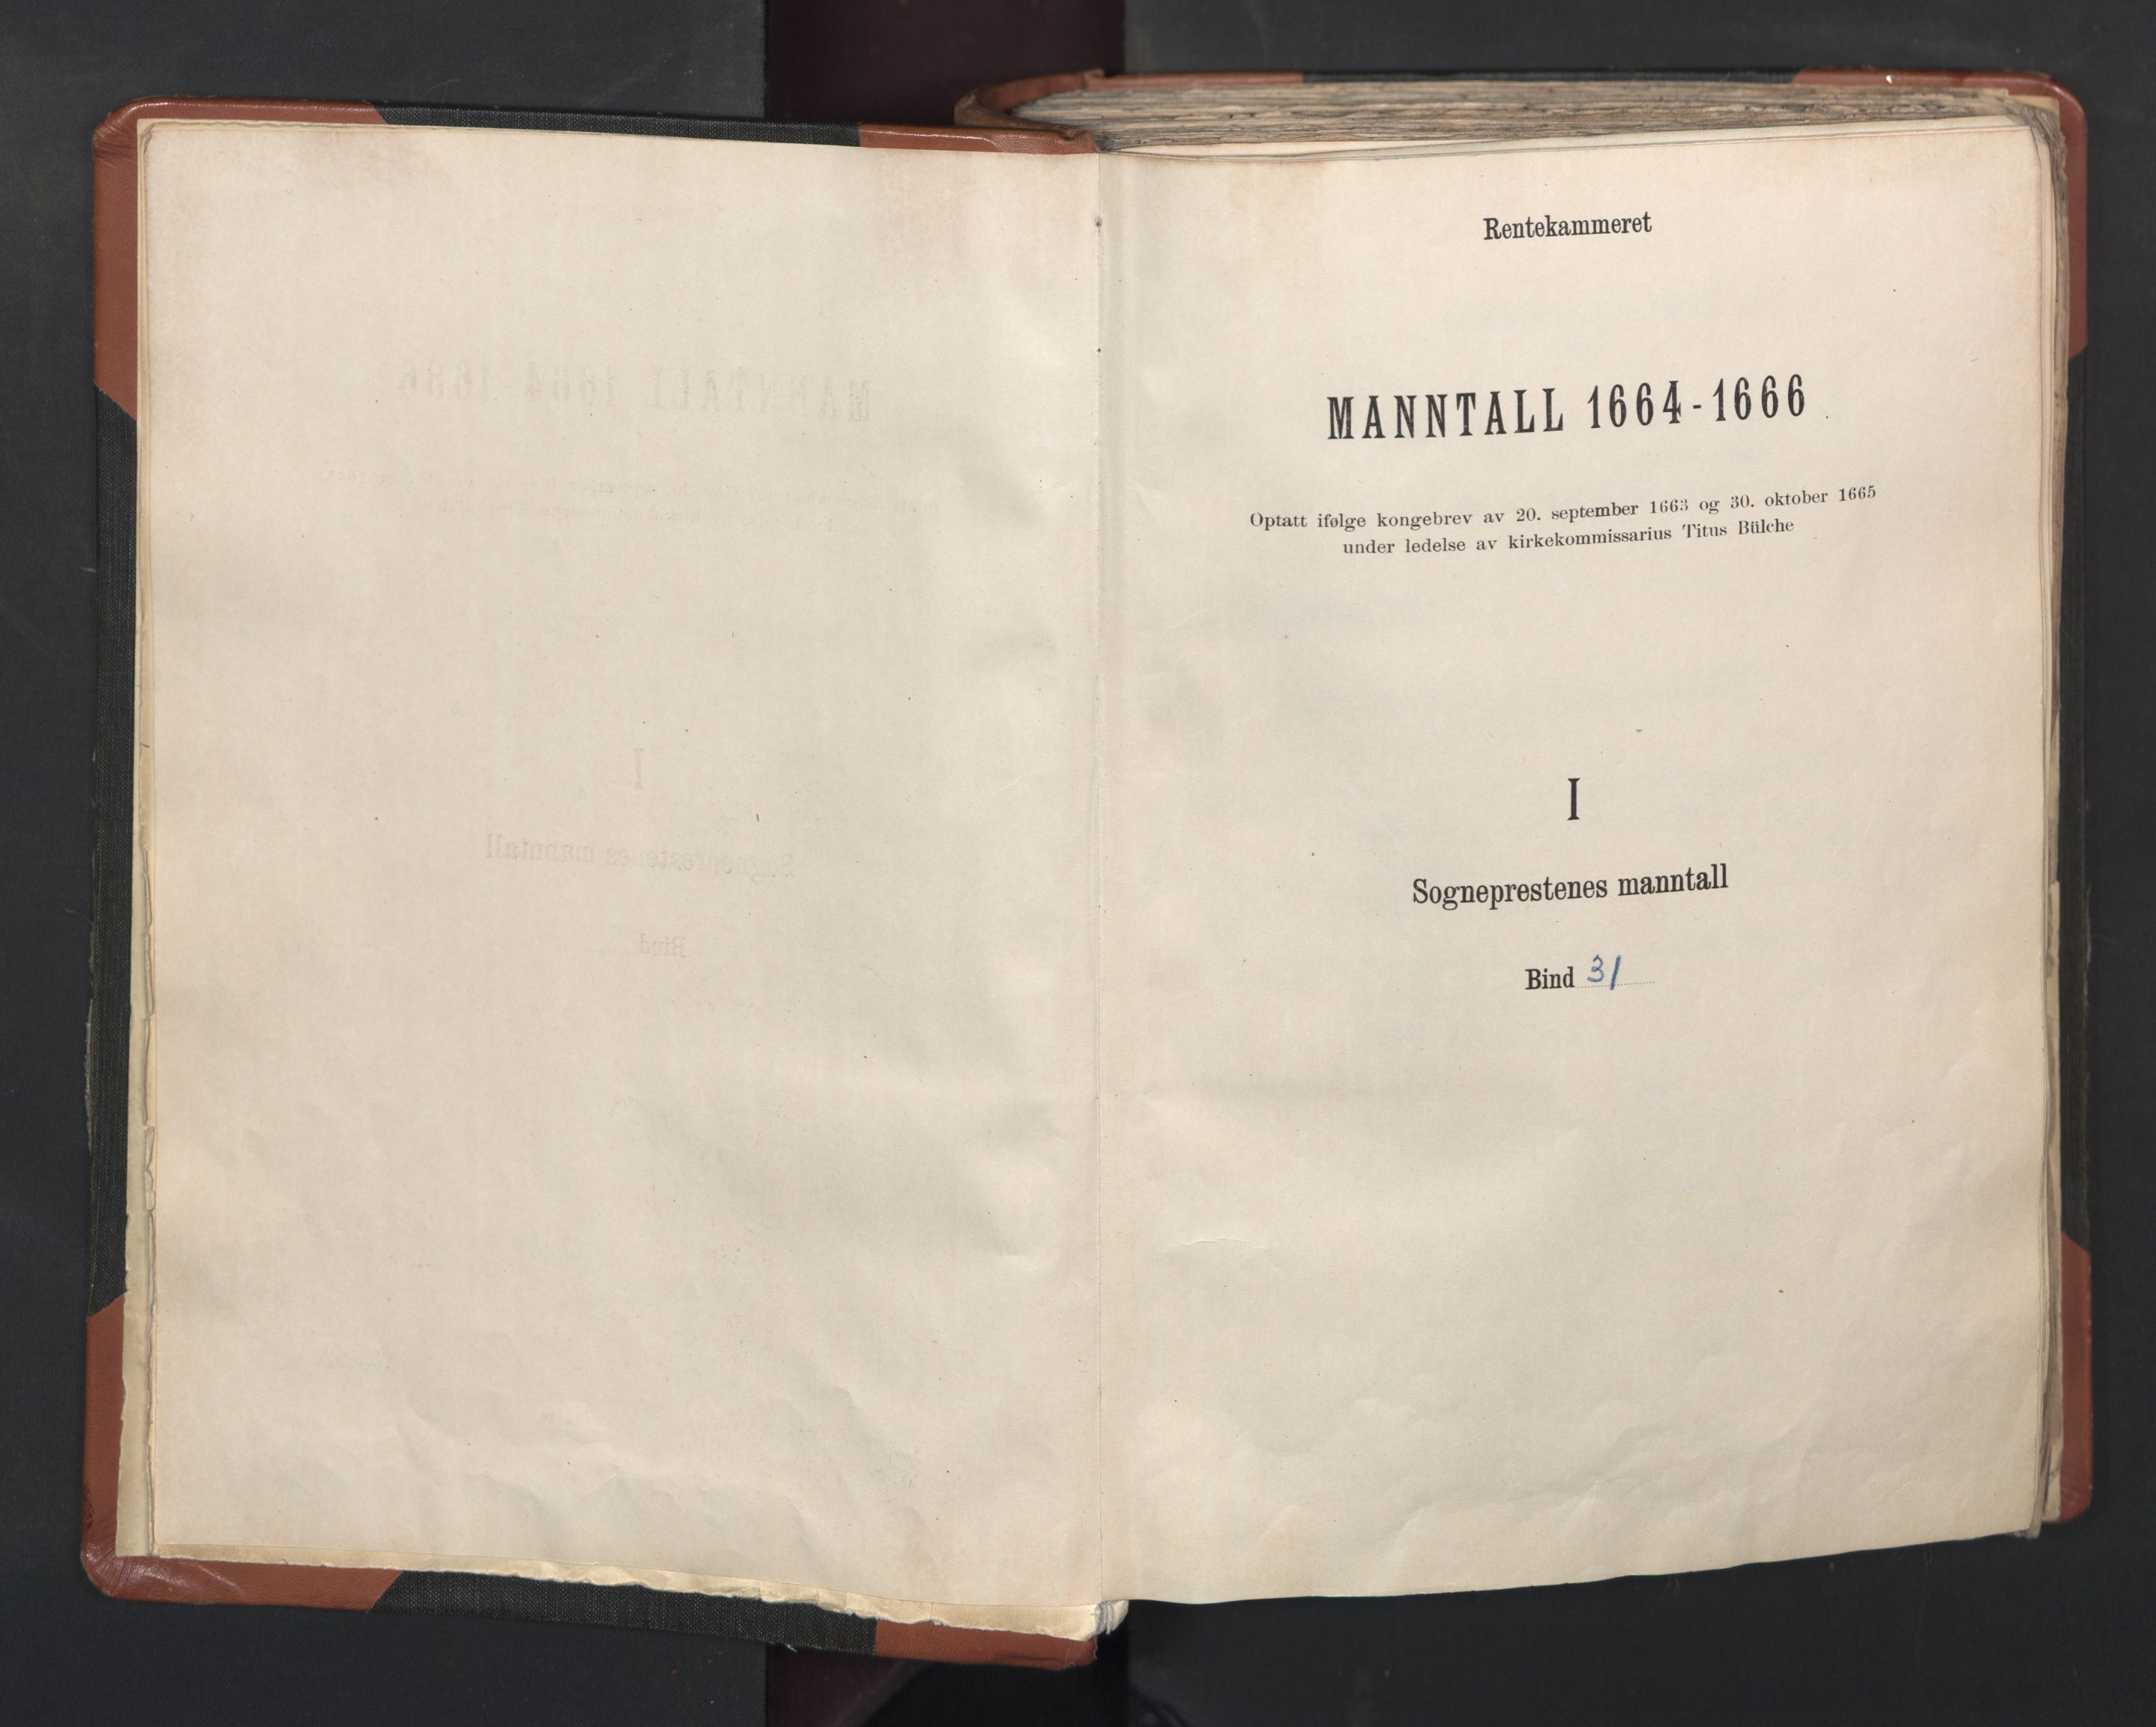 Rentekammeret
MANNTALL 1664-1666
Optatt ifølge kongebrev av 20. september 1663 og 30. oktober 1665
under ledelse av kirkekommissarius Titus Bülche
I
Sogneprestenes manntall
Bind 31